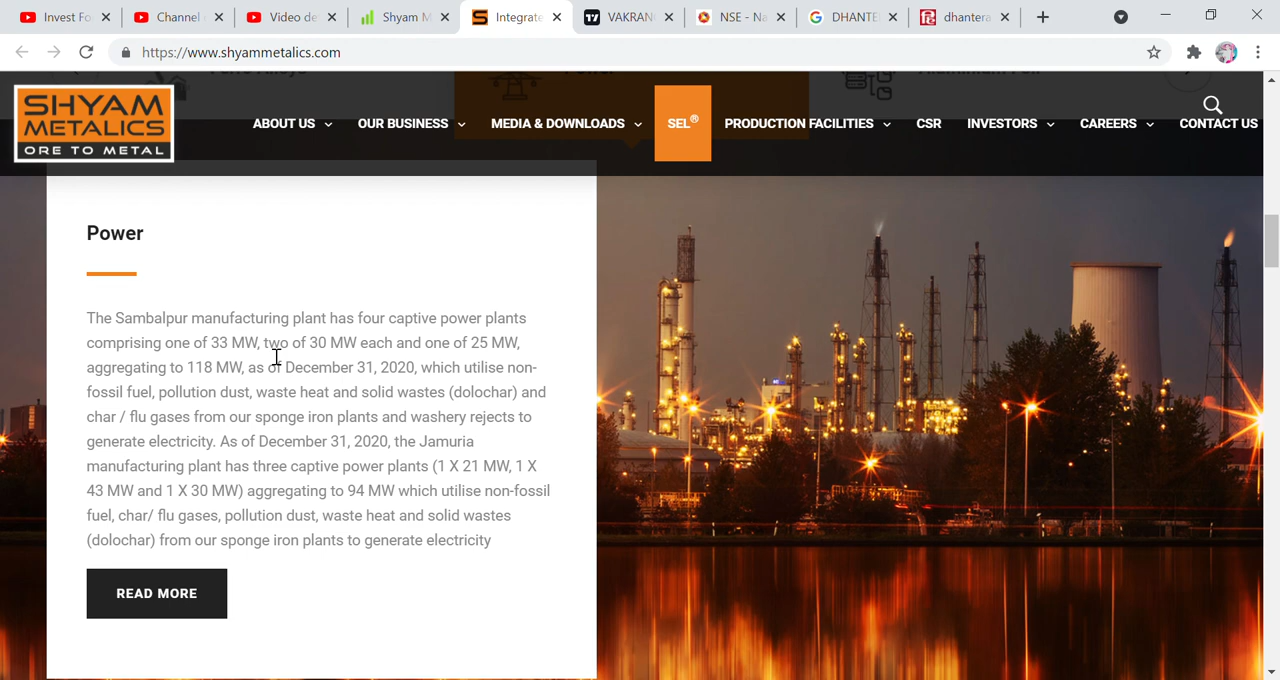 Invest Fo
Channel
Video de
Shyam M
Integrate
VAKRAN
NSE - Na
DHANTE
dhantera
https://www.shyammetalics.com
Power
SHYAM
METALICS
ORE TO METAL
ABOUT US
OUR BUSINESS
MEDIA & DOWNLOADS
SEL®
PRODUCTION FACILITIES
CSR
INVESTORS
CAREERS
CONTACT US
Power
The Sambalpur manufacturing plant has four captive power plants
comprising one of 33 MW, two of 30 MW each and one of 25 MW,
aggregating to 118 MW, as of December 31, 2020, which utilise non-
fossil fuel, pollution dust, waste heat and solid wastes (dolochar) and
char / flu gases from our sponge iron plants and washery rejects to
generate electricity. As of December 31, 2020, the Jamuria
manufacturing plant has three captive power plants (1 X 21 MW, 1 X
43 MW and 1 X 30 MW) aggregating to 94 MW which utilise non-fossil
fuel, char/ flu gases, pollution dust, waste heat and solid wastes
(dolochar) from our sponge iron plants to generate electricity
READ MORE